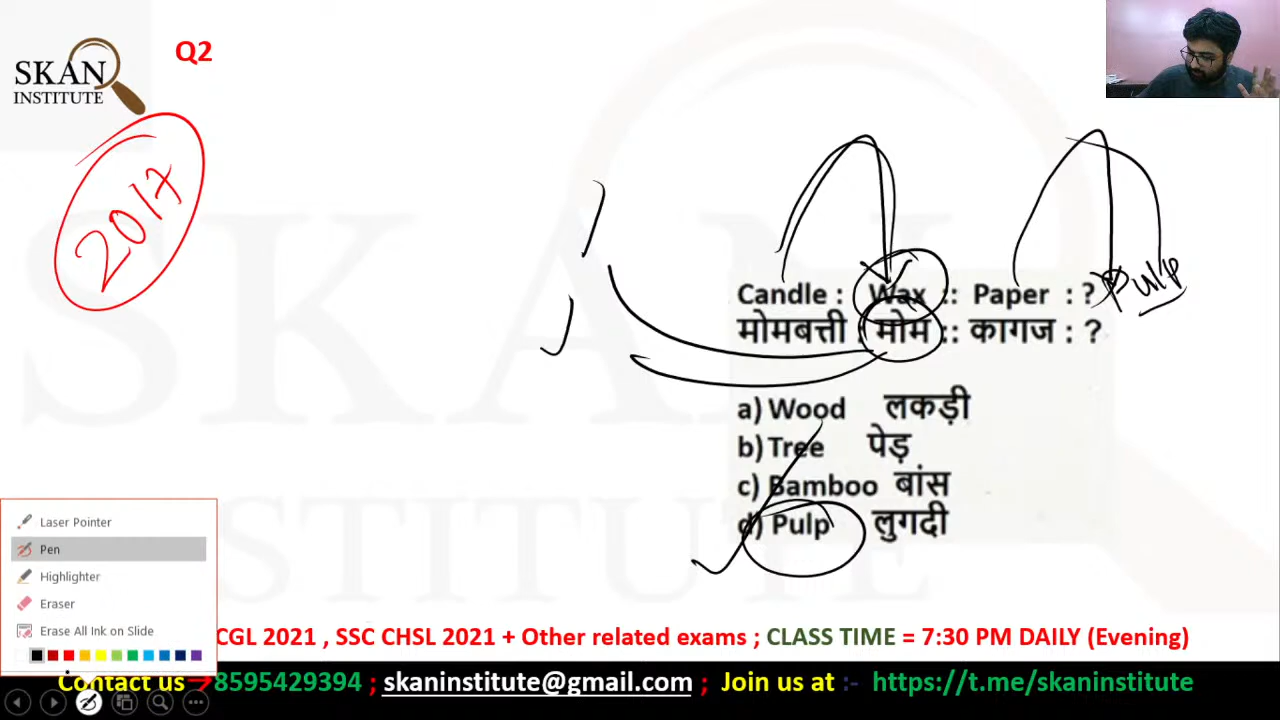 Q2
SKAN
INSTITUTE
2017
Candle : Wax :: Paper : ? Pulp
मोमबत्ती : मोम :: कागज : ?
a) Wood लकड़ी
b) Tree पेड़
c) Bamboo बांस
d) Pulp लुगदी
SKAN
INSTITUTE
Laser Pointer
Pen
Highlighter
Eraser
Erase All Ink on Slide
CGL 2021 , SSC CHSL 2021 + Other related exams ; CLASS TIME = 7:30 PM DAILY (Evening)
Contact us →8595429394 ; skaninstitute@gmail.com ; Join us at :- https://t.me/skaninstitute